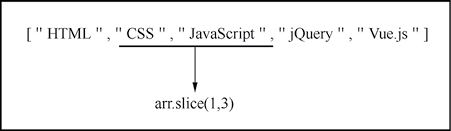 [ " HTML " , " CSS " , " JavaScript " , " jQuery " , " Vue.js " ]
arr.slice(1,3)